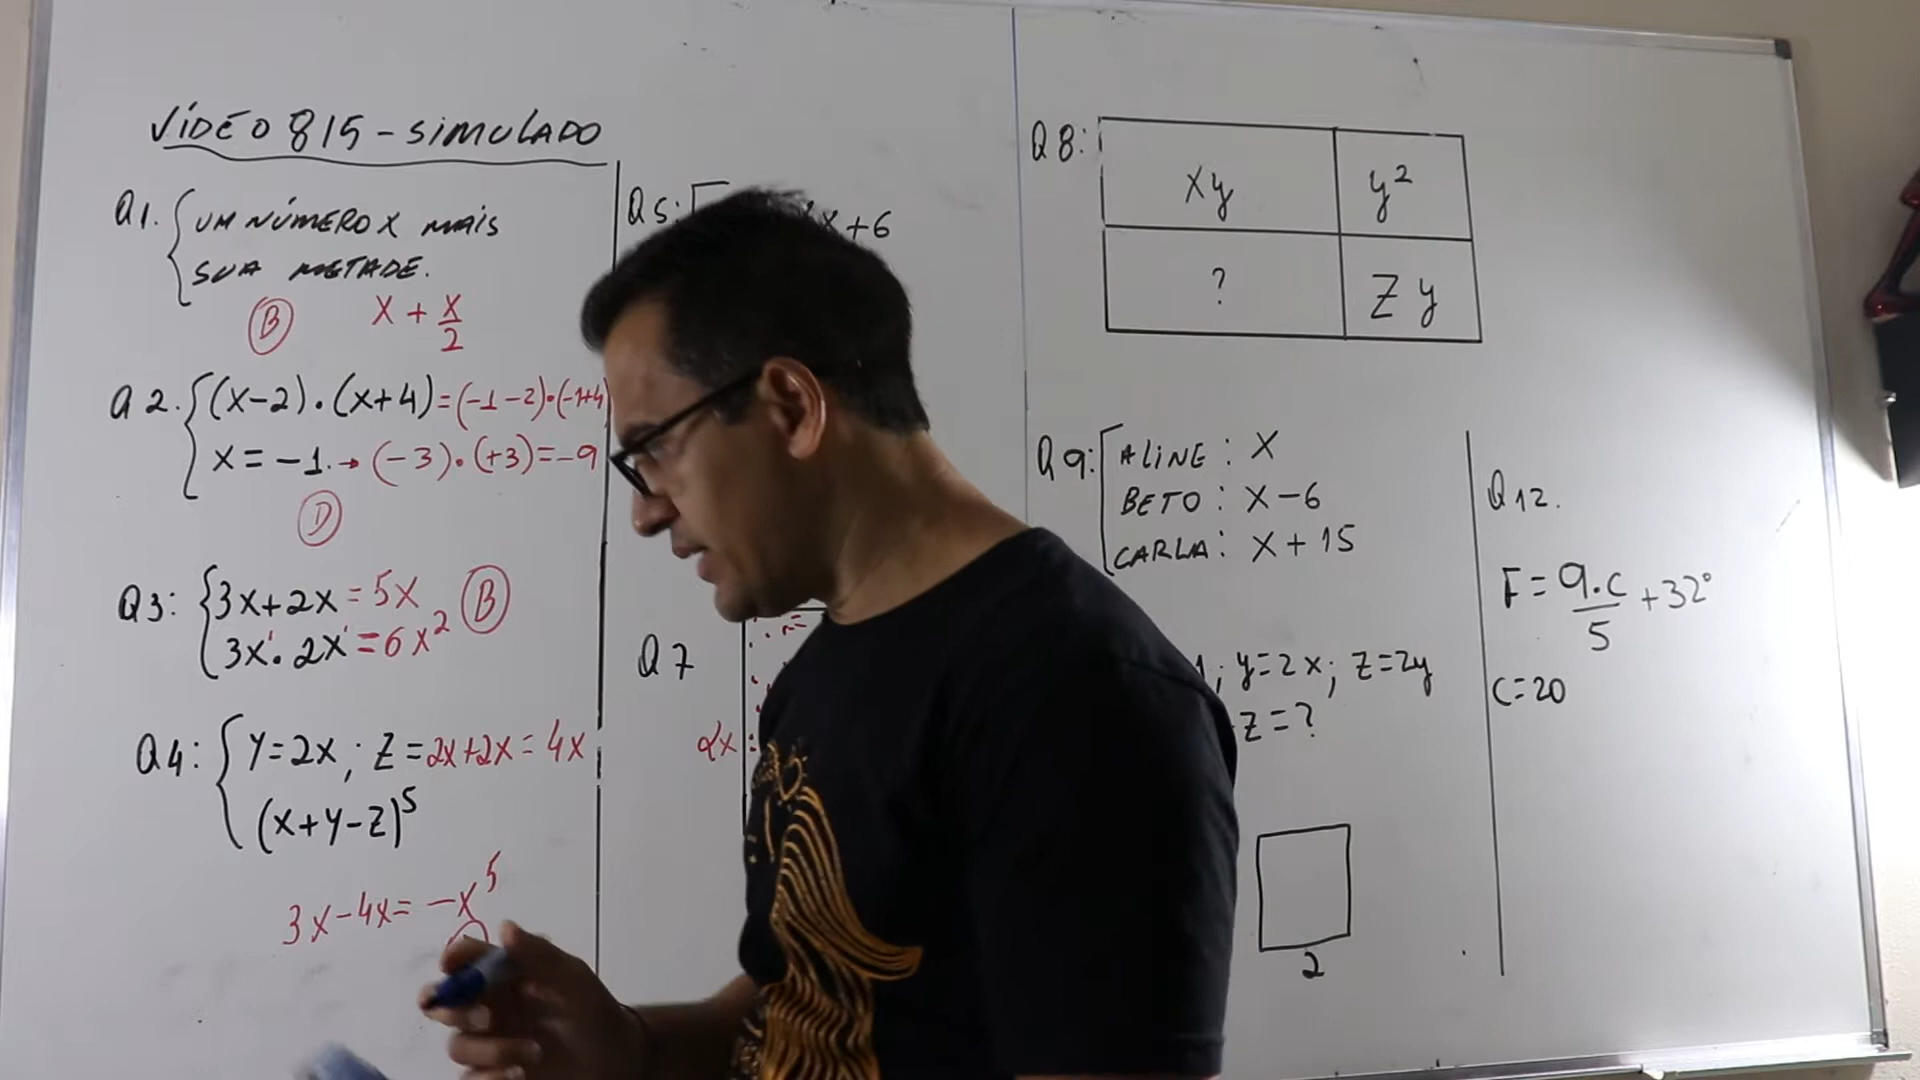 VÍDEO 815 - SIMULADO
Q1. UM NÚMERO X MAIS
SUA METADE.
B X + X/2
Q2. (X-2).(X+4)=(-1-2).(-1+4)
X=-1.→(-3).(+3)=-9
D
Q3: 3X+2X=5X B
3X¹.2X¹=6X²
Q4: Y=2X; Z=2X+2X=4X
(X+Y-Z)⁵
3X-4X=-X⁵
Q5:
X+6
Q7
2X
Q8:
Xy y²
? Zy
Q9: ALINE: X
BETO: X-6
CARLA: X+15
; y=2x; z=2y
z=?
2
Q12.
F=9.C/5+32°
C=20